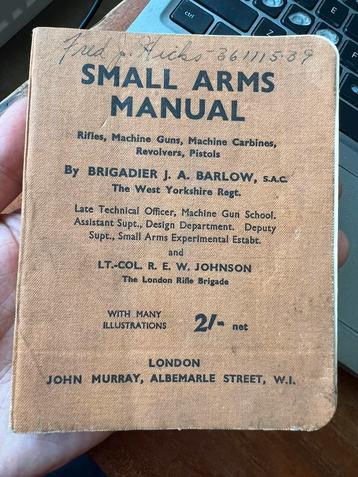 Fred J. Hicks - 36111539
SMALL ARMS
MANUAL
Rifles, Machine Guns, Machine Carbines,
Revolvers, Pistols
By BRIGADIER J. A. BARLOW, S.A.C.
The West Yorkshire Regt.
Late Technical Officer, Machine Gun School.
Assistant Supt., Design Department. Deputy
Supt., Small Arms Experimental Estabt.
and
LT.-COL. R. E. W. JOHNSON
The London Rifle Brigade
WITH MANY
ILLUSTRATIONS
2/- net
LONDON
JOHN MURRAY, ALBEMARLE STREET, W.I.